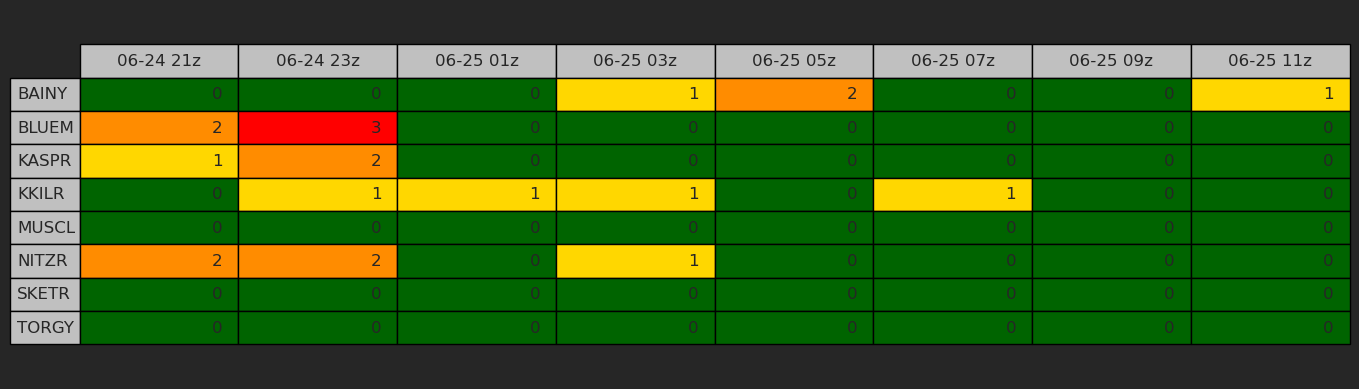 06-24 21z 06-24 23z 06-25 01z 06-25 03z 06-25 05z 06-25 07z 06-25 09z 06-25 11z
BAINY 0 0 0 1 2 0 0 1
BLUEM 2 3 0 0 0 0 0 0
KASPR 1 2 0 0 0 0 0 0
KKILR 0 1 1 1 0 1 0 0
MUSCL 0 0 0 0 0 0 0 0
NITZR 2 2 0 1 0 0 0 0
SKETR 0 0 0 0 0 0 0 0
TORGY 0 0 0 0 0 0 0 0